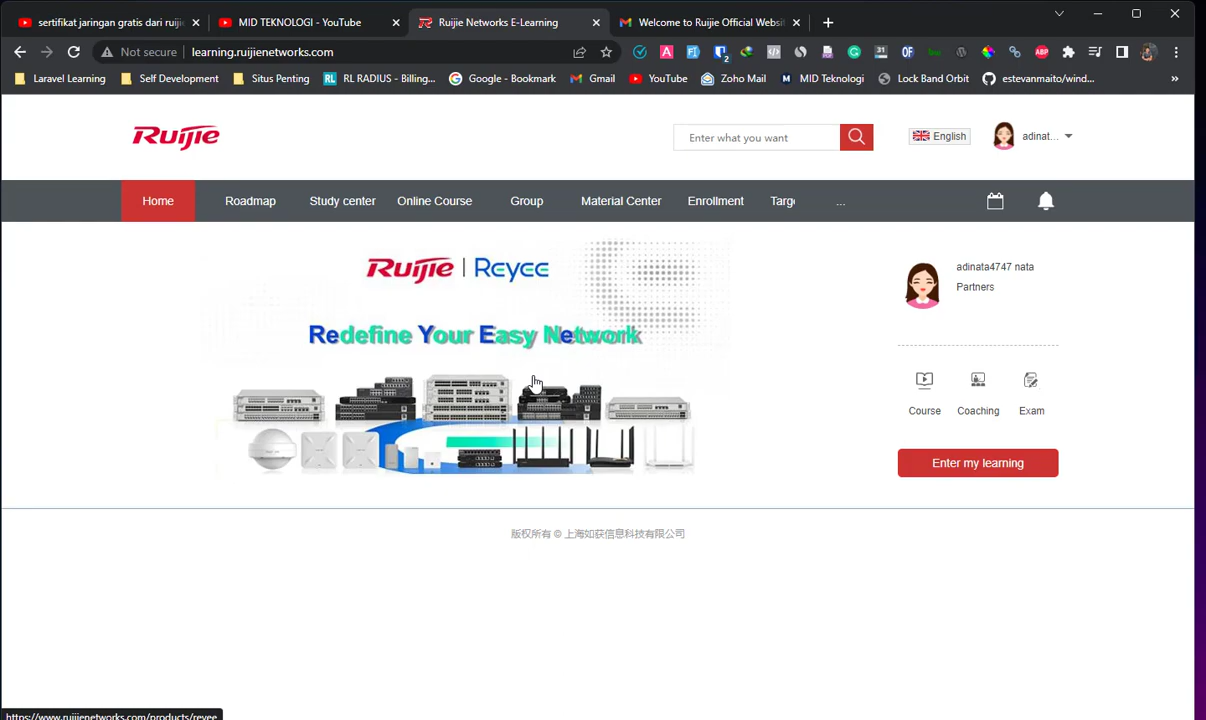 sertifikat jaringan gratis dari ruijie
MID TEKNOLOGI - YouTube
Ruijie Networks E-Learning
Welcome to Ruijie Official Websi
Not secure
learning.ruijienetworks.com
Laravel Learning
Self Development
Situs Penting
RL RADIUS - Billing...
Google - Bookmark
Gmail
YouTube
Zoho Mail
MID Teknologi
Lock Band Orbit
estevanmaito/wind...
»
Ruijie
Enter what you want
English
adinat...
Home
Roadmap
Study center
Online Course
Group
Material Center
Enrollment
Targe
...
Ruijie | Reyee
Redefine Your Easy Network
adinata4747 nata
Partners
Course
Coaching
Exam
Enter my learning
版权所有 © 上海如获信息科技有限公司
https://www.ruijienetworks.com/products/reyee